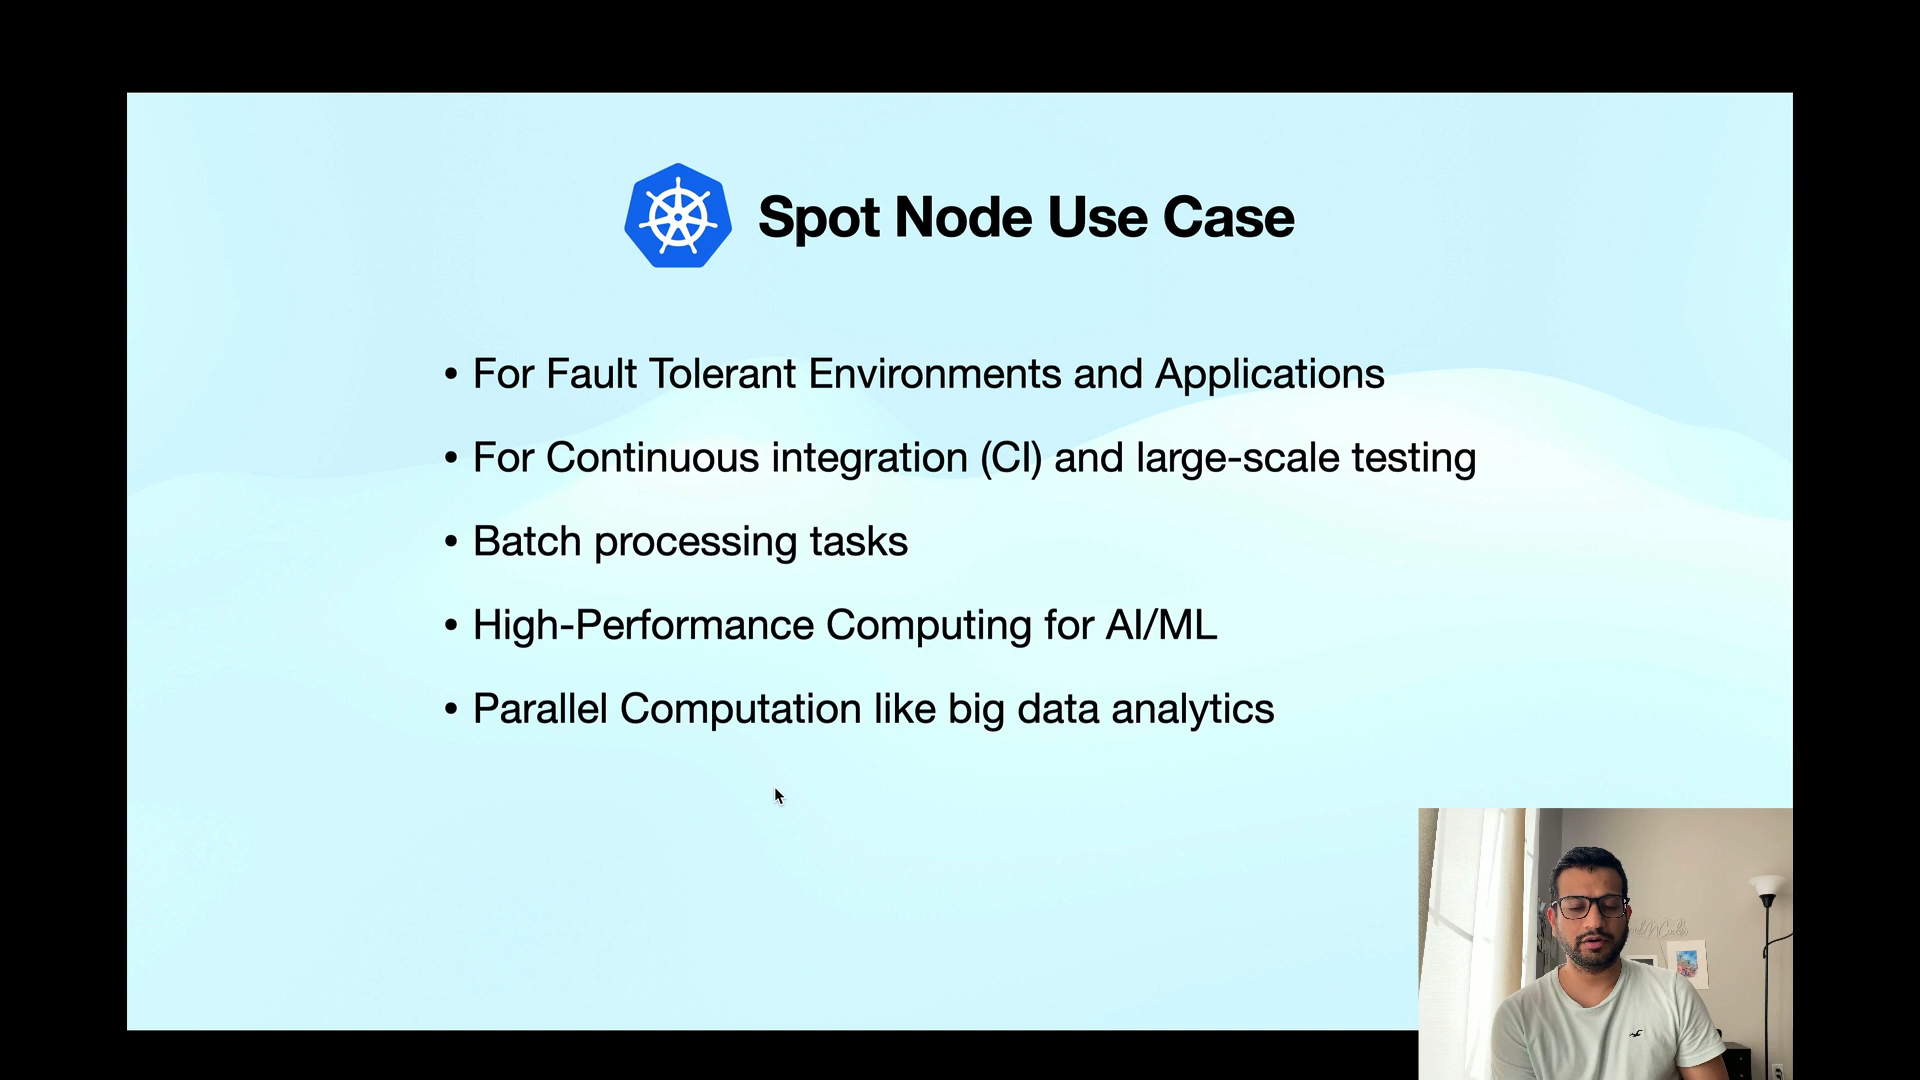 Spot Node Use Case
• For Fault Tolerant Environments and Applications
• For Continuous integration (CI) and large-scale testing
• Batch processing tasks
• High-Performance Computing for AI/ML
• Parallel Computation like big data analytics